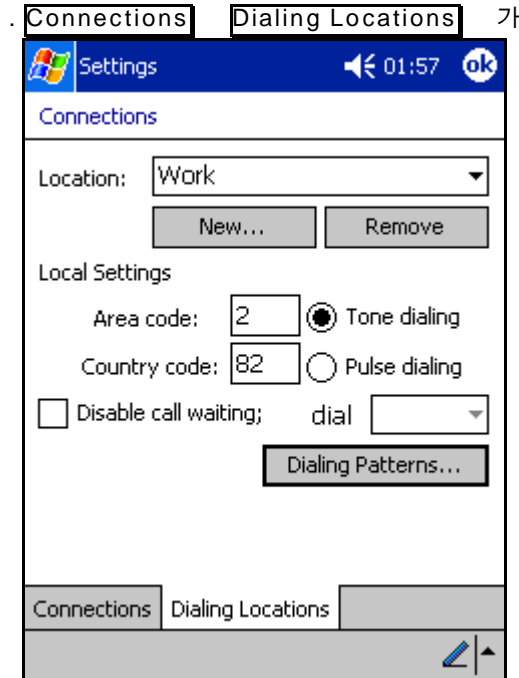 . Connections Dialing Locations 가
Settings 01:57 ok
Connections
Location: Work
New... Remove
Local Settings
Area code: 2 Tone dialing
Country code: 82 Pulse dialing
Disable call waiting; dial
Dialing Patterns...
Connections Dialing Locations